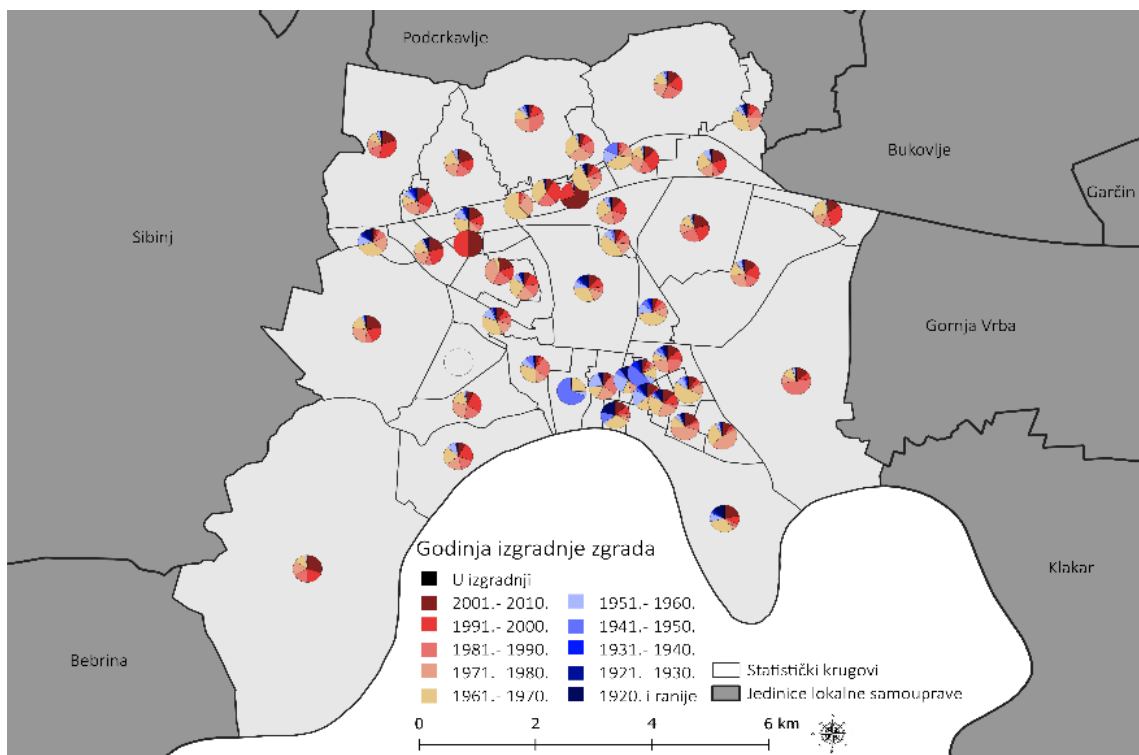 Podcrkavlje
Bukovlje
Garčin
Sibinj
Gornja Vrba
Klakar
Bebrina
Godinja izgradnje zgrada
U izgradnji
2001.- 2010.
1991.- 2000.
1981.- 1990.
1971.- 1980.
1961.- 1970.
1951.- 1960.
1941.- 1950.
1931.- 1940.
1921.- 1930.
1920. i ranije
Statistički krugovi
Jedinice lokalne samouprave
0 2 4 6 km